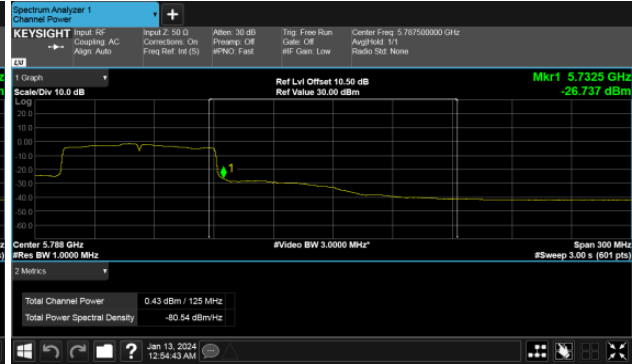 Spectrum Analyzer 1
Channel Power
+
KEYSIGHT
Input: RF
Coupling: AC
Align: Auto
Input Z: 50 Ω
Corrections: On
Freq Ref: Int (S)
Atten: 30 dB
Preamp: Off
#PNO: Fast
Trig: Free Run
Gate: Off
#IF Gain: Low
Center Freq: 5.787500000 GHz
Avg|Hold: 1/1
Radio Std: None
LXI
1 Graph
Scale/Div 10.0 dB
Ref Lvl Offset 10.50 dB
Ref Value 30.00 dBm
Mkr1 5.7325 GHz
-26.737 dBm
Log
20.0
10.0
0.00
-10.0
-20.0
-30.0
-40.0
-50.0
-60.0
1
Center 5.788 GHz
#Res BW 1.0000 MHz
#Video BW 3.0000 MHz*
Span 300 MHz
#Sweep 3.00 s (601 pts)
2 Metrics
Total Channel Power 0.43 dBm / 125 MHz
Total Power Spectral Density -80.54 dBm/Hz
?
Jan 13, 2024
12:54:43 AM